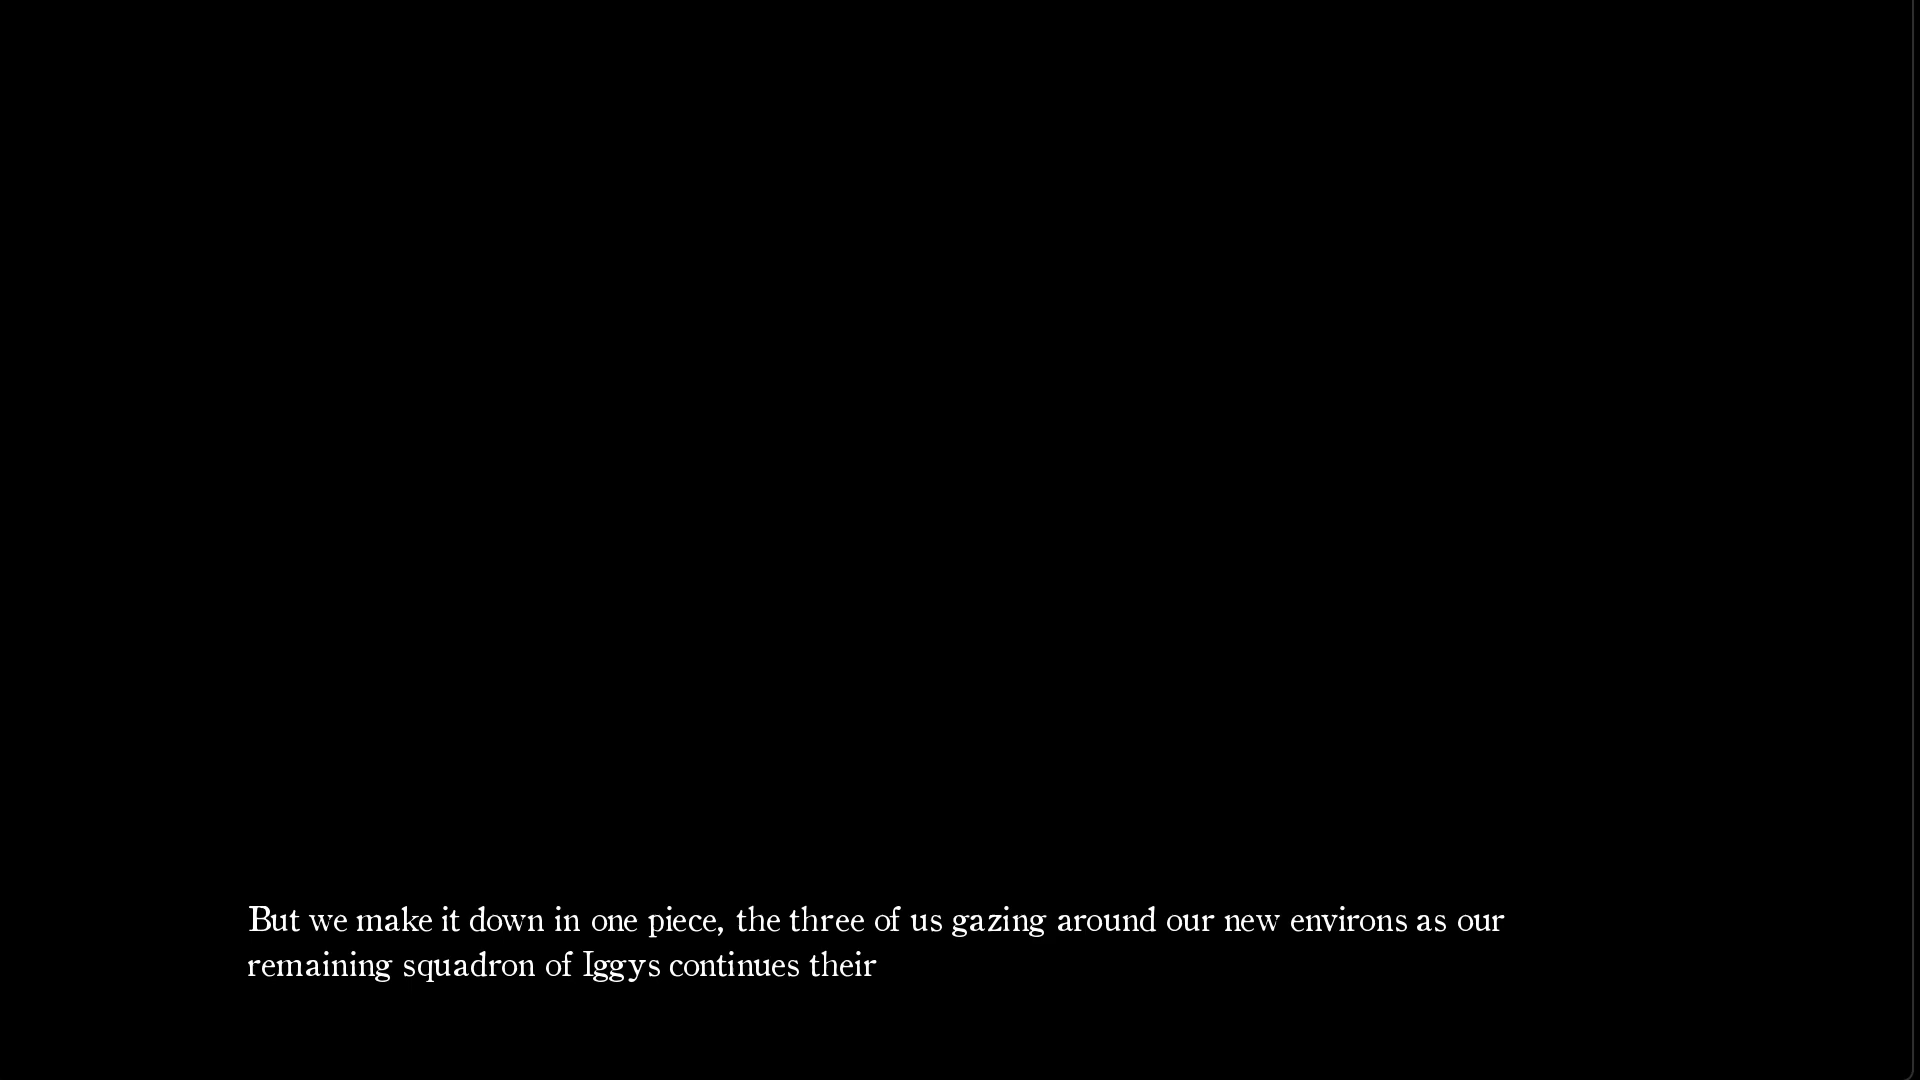 But we make it down in one piece, the three of us gazing around our new environs as our
remaining squadron of Iggys continues their